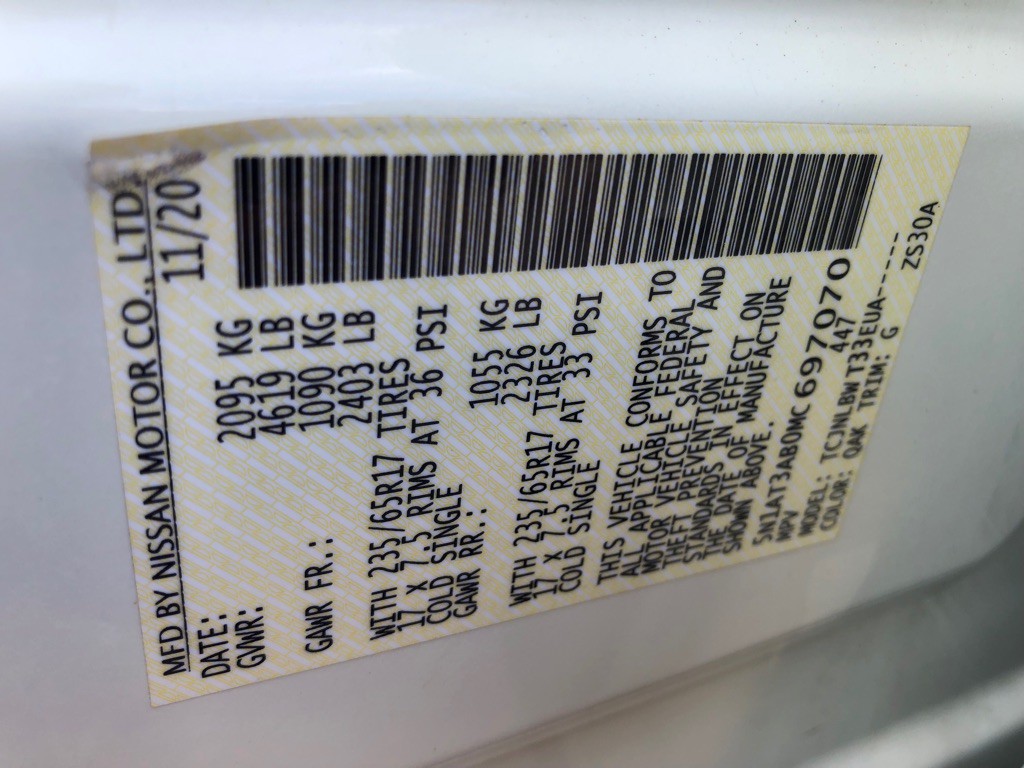 MFD BY NISSAN MOTOR CO., LTD.
DATE: 11/20
GVWR: 2095 KG
4619 LB
GAWR FR.: 1090 KG
2403 LB
WITH 235/65R17 TIRES
17 X 7.5 RIMS AT 36 PSI
COLD SINGLE
GAWR RR.: 1055 KG
2326 LB
WITH 235/65R17 TIRES
17 X 7.5 RIMS AT 33 PSI
COLD SINGLE
THIS VEHICLE CONFORMS TO
ALL APPLICABLE FEDERAL
MOTOR VEHICLE SAFETY AND
THEFT PREVENTION
STANDARDS IN EFFECT ON
THE DATE OF MANUFACTURE
SHOWN ABOVE.
5N1AT3AB0MC697070
MPV 447
MODEL: TCJNLBWT33EUA-----
COLOR: QAK TRIM: G ZS30A